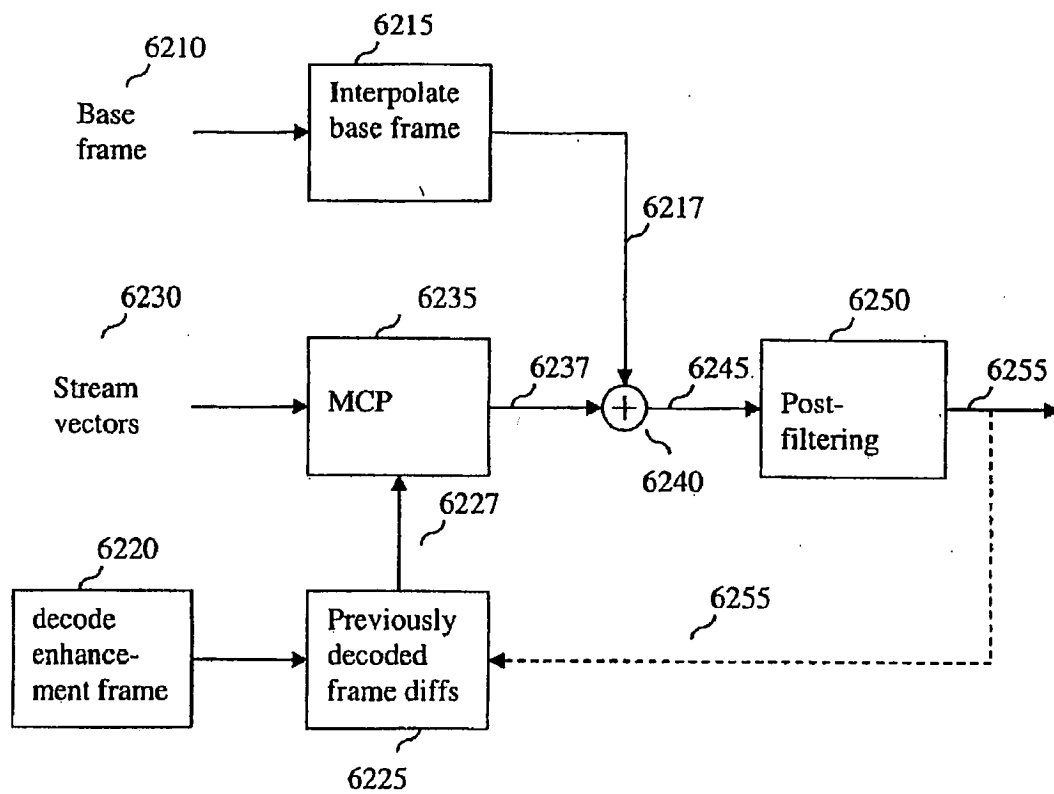 6210
6215
Base
frame
Interpolate
base frame
6217
6230
6235
6250
Stream
vectors
MCP
6237
6245
6255
Post-
filtering
6240
6227
6220
6255
decode
enhance-
ment frame
Previously
decoded
frame diffs
6225